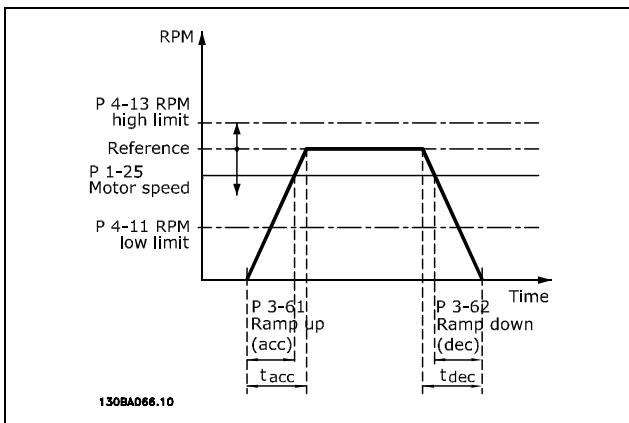 RPM
P 4-13 RPM
high limit
Reference
P 1-25
Motor speed
P 4-11 RPM
low limit
Time
P 3-61
Ramp up
(acc)
P 3-62
Ramp down
(dec)
tacc
tdec
130BA066.10